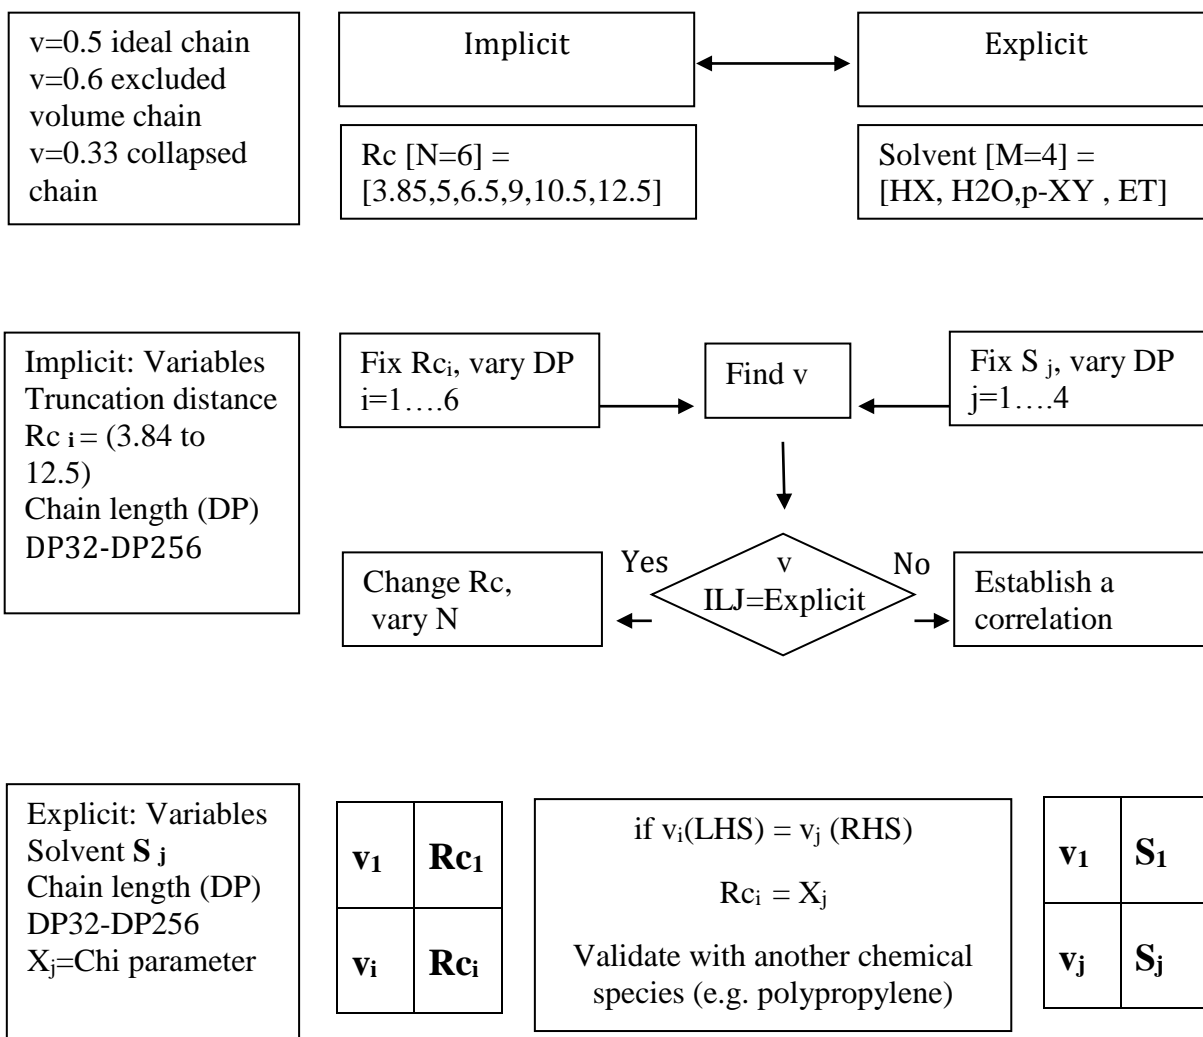 v=0.5 ideal chain
v=0.6 excluded
volume chain
v=0.33 collapsed
chain
Implicit
Explicit
Rc [N=6] =
[3.85,5,6.5,9,10.5,12.5]
Solvent [M=4] =
[HX, H2O,p-XY , ET]
Implicit: Variables
Truncation distance
Rc i = (3.84 to
12.5)
Chain length (DP)
DP32-DP256
Fix Rci, vary DP
i=1….6
Find v
Fix S j, vary DP
j=1….4
Yes
v
ILJ=Explicit
No
Change Rc,
vary N
Establish a
correlation
Explicit: Variables
Solvent S j
Chain length (DP)
DP32-DP256
Xj=Chi parameter
v1
Rc1
vi
Rci
if vi(LHS) = vj (RHS)
Rci = Xj
Validate with another chemical
species (e.g. polypropylene)
v1
S1
vj
Sj